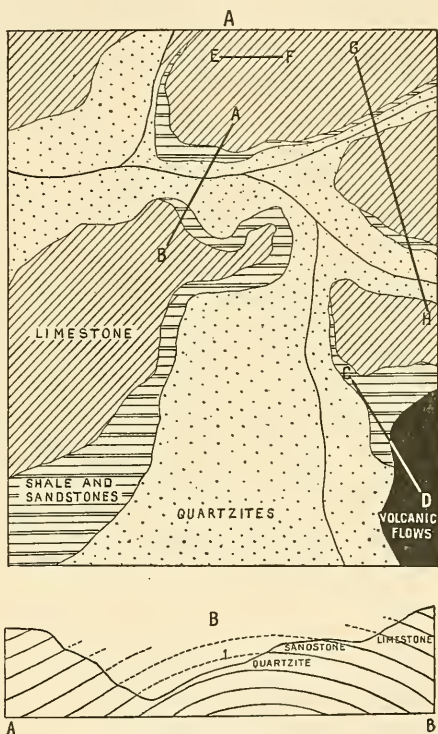 A
E F
G
A
B
LIMESTONE
H
C
SHALE AND
SANDSTONES
QUARTZITES
D
VOLCANIC
FLOWS
B
1
SANDSTONE
LIMESTONE
QUARTZITE
A B